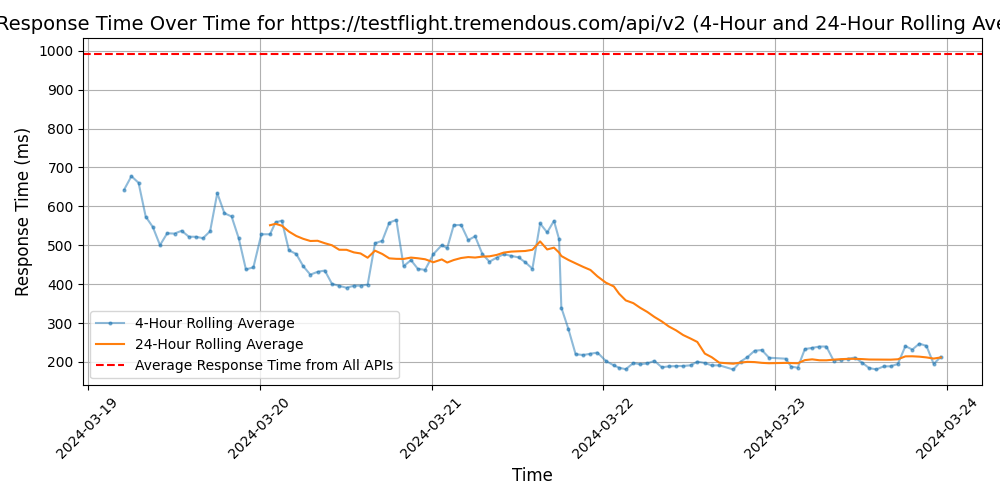 Response Time Over Time for https://testflight.tremendous.com/api/v2 (4-Hour and 24-Hour Rolling Ave
Response Time (ms)
1000
900
800
700
600
500
400
300
200
4-Hour Rolling Average
24-Hour Rolling Average
Average Response Time from All APIs
2024-03-19
2024-03-20
2024-03-21
2024-03-22
2024-03-23
2024-03-24
Time